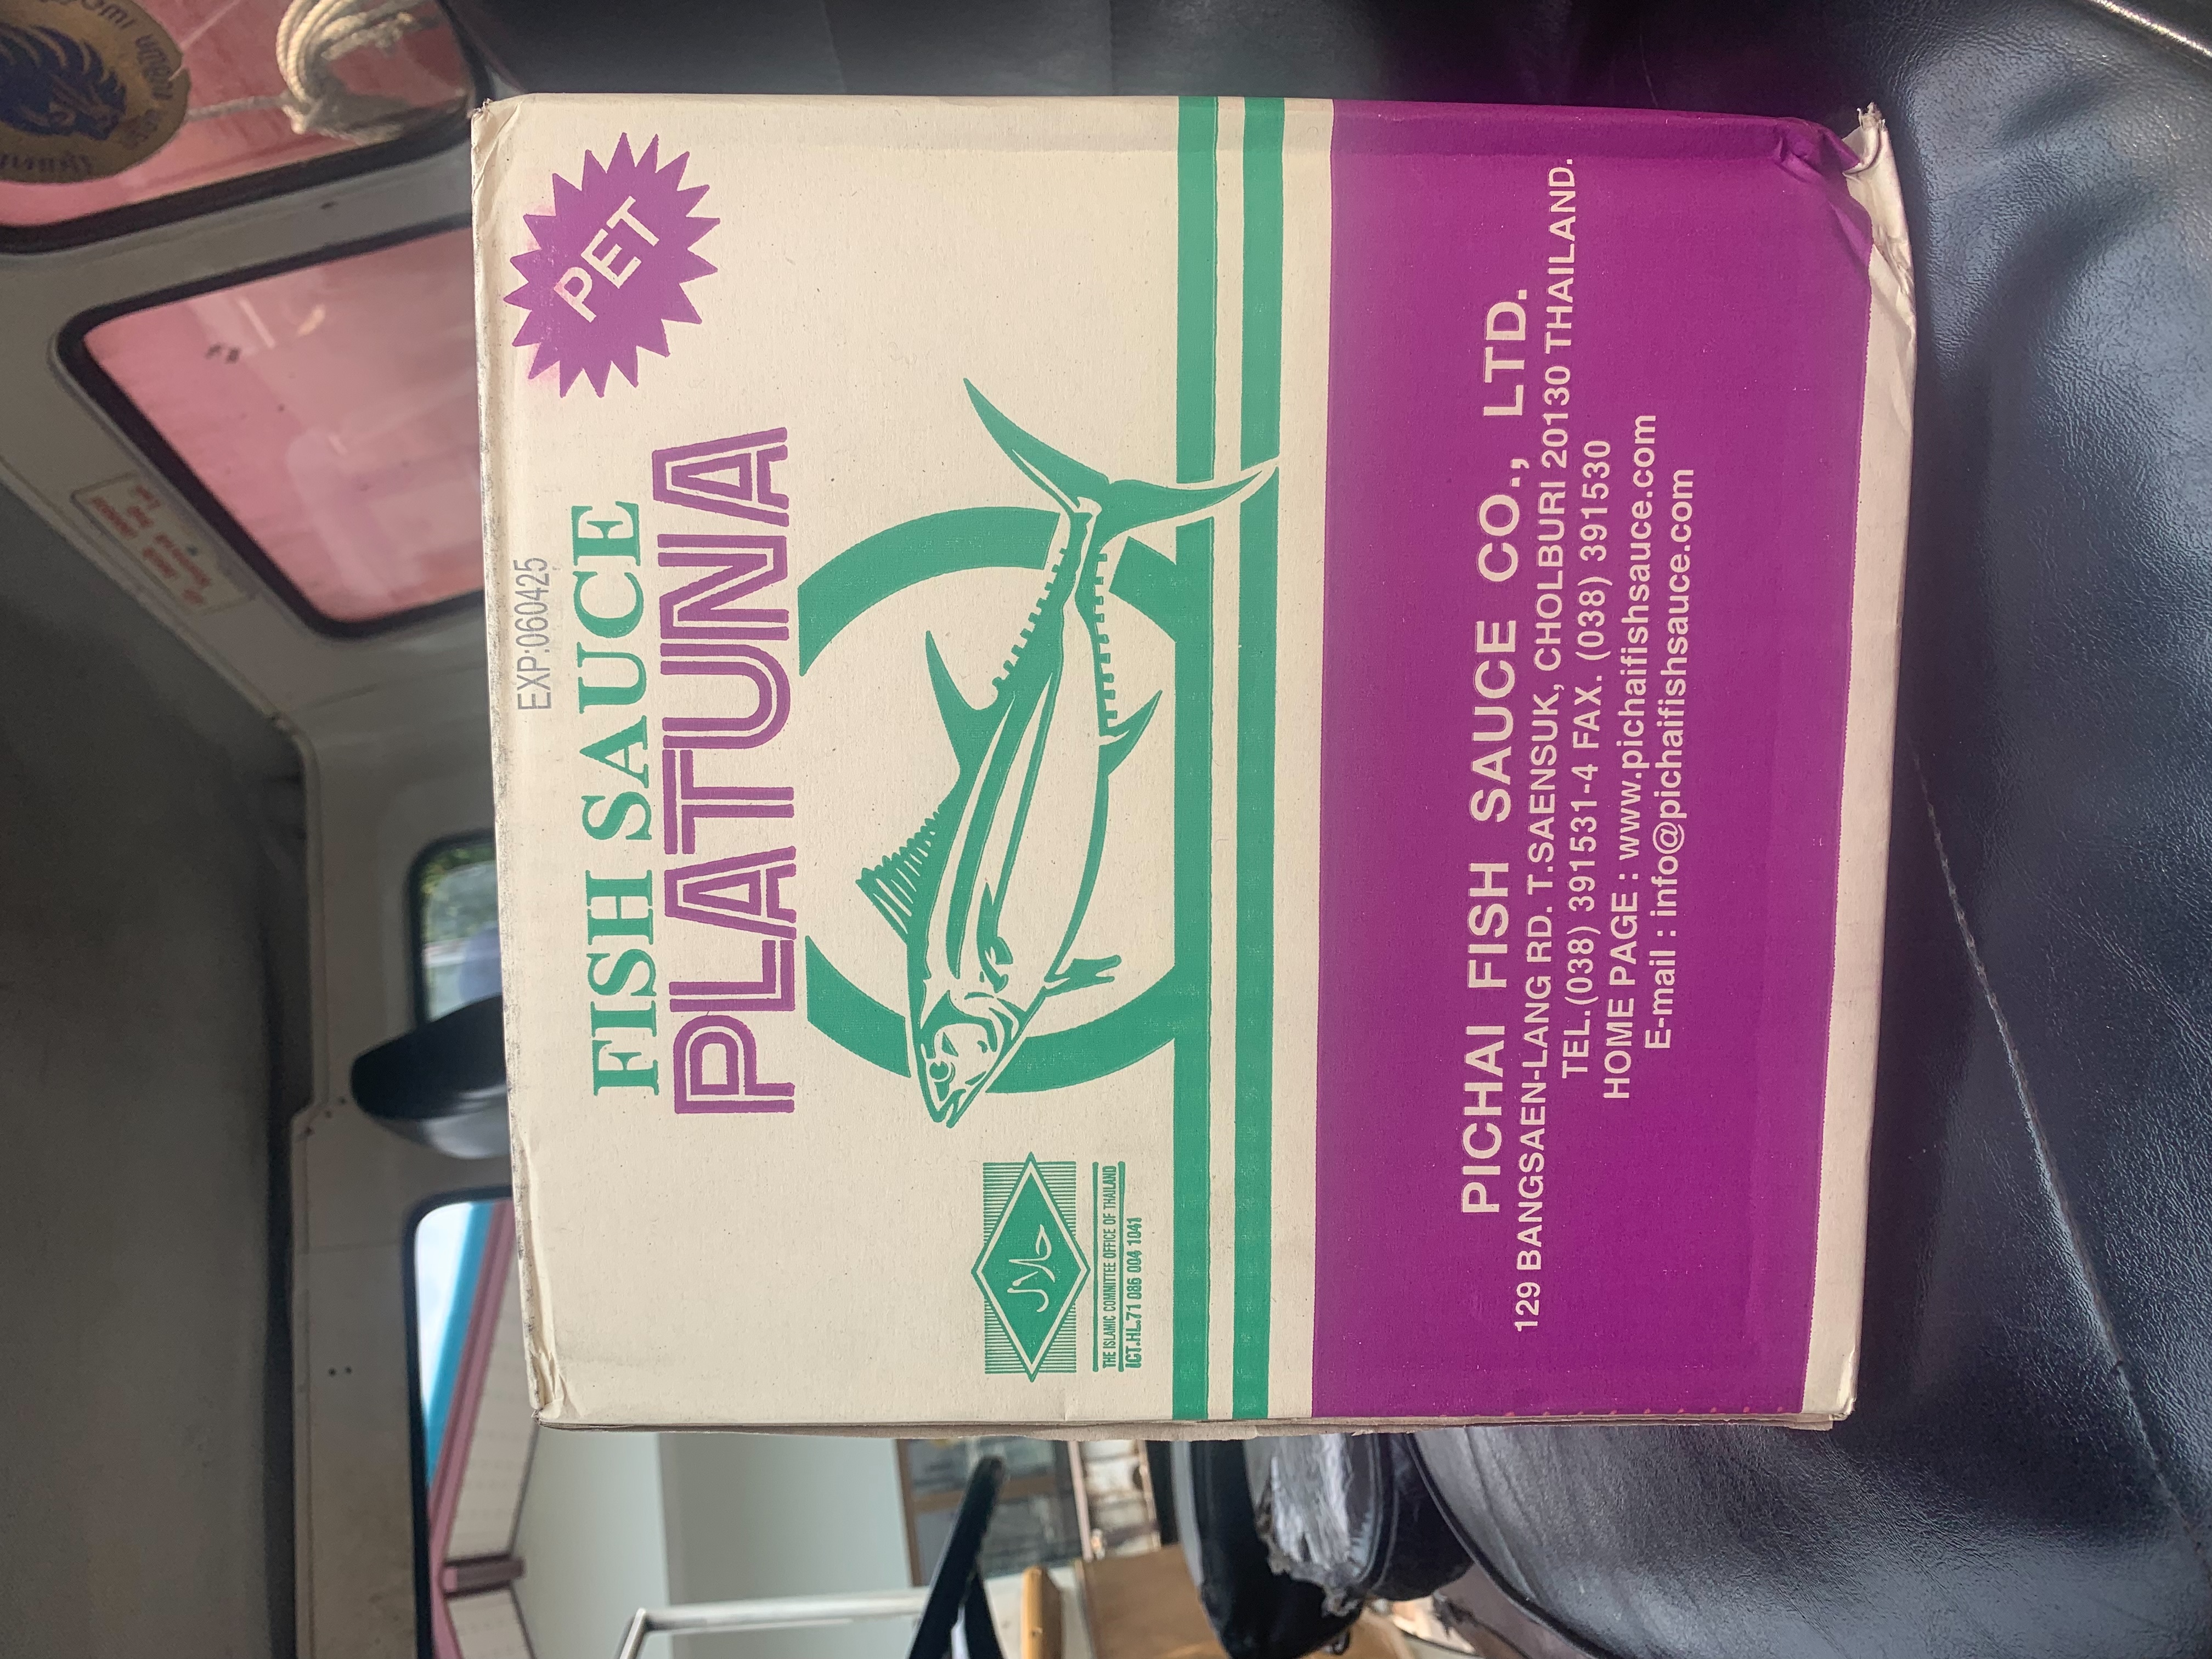 EXP:060425
FISH SAUCE
PLATUNA
PET
حلال
THE ISLAMIC COMMITTEE OFFICE OF THAILAND
ICT.HL.71 086 004 1041
PICHAI FISH SAUCE CO., LTD.
129 BANGSAEN-LANG RD. T.SAENSUK, CHOLBURI 20130 THAILAND.
TEL.(038) 391531-4 FAX. (038) 391530
HOME PAGE : www.pichaifishsauce.com
E-mail : info@pichaifishsauce.com